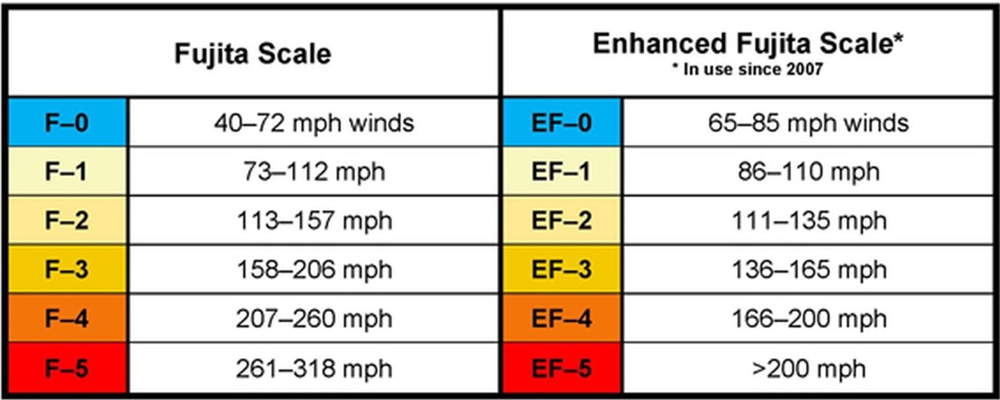 Fujita Scale
Enhanced Fujita Scale*
* In use since 2007
F–0 40–72 mph winds EF–0 65–85 mph winds
F–1 73–112 mph EF–1 86–110 mph
F–2 113–157 mph EF–2 111–135 mph
F–3 158–206 mph EF–3 136–165 mph
F–4 207–260 mph EF–4 166–200 mph
F–5 261–318 mph EF–5 >200 mph